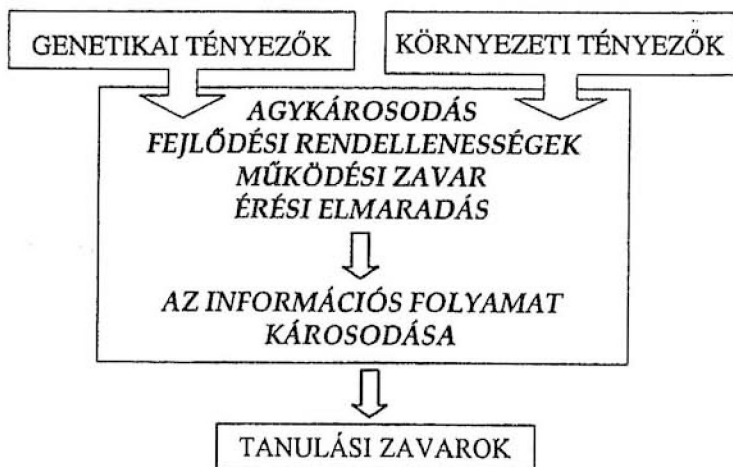 GENETIKAI TÉNYEZŐK
KÖRNYEZETI TÉNYEZŐK
AGYKÁROSODÁS
FEJLŐDÉSI RENDELLENESSÉGEK
MŰKÖDÉSI ZAVAR
ÉRÉSI ELMARADÁS
AZ INFORMÁCIÓS FOLYAMAT
KÁROSODÁSA
TANULÁSI ZAVAROK